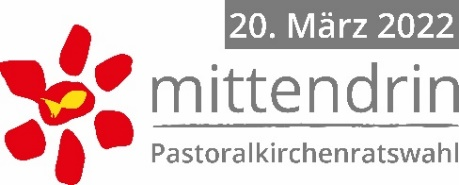 20. März 2022
mittendrin
Pastoralkirchenratswahl